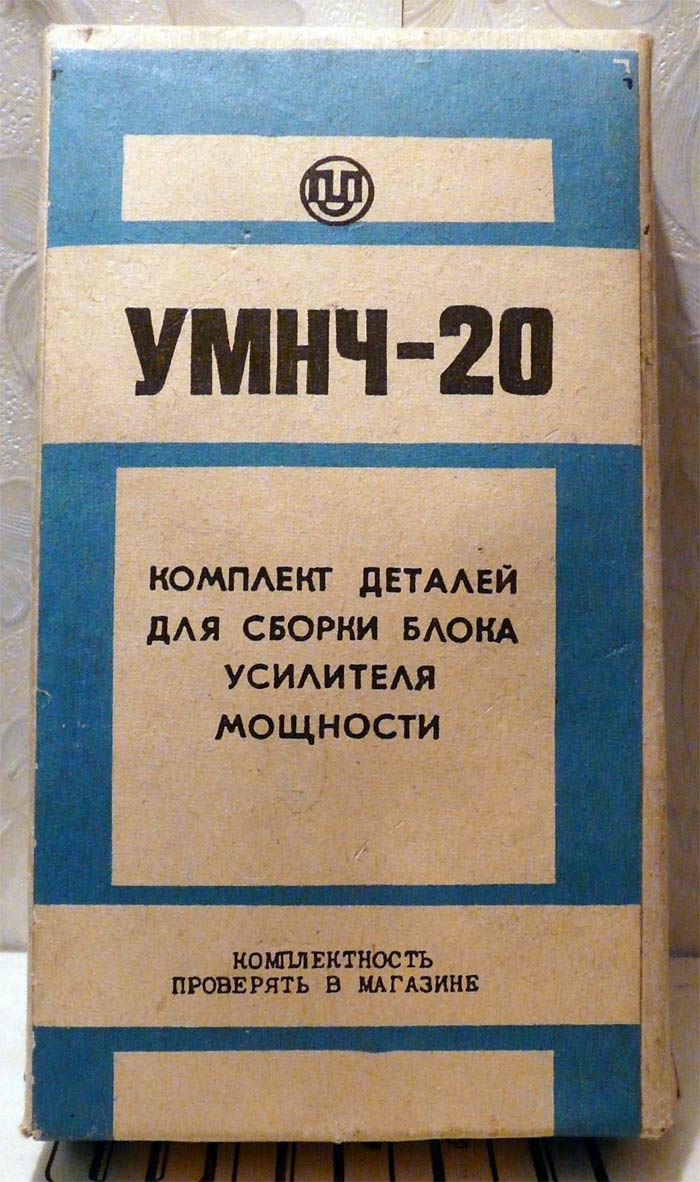 УМНЧ-20
КОМПЛЕКТ ДЕТАЛЕЙ
ДЛЯ СБОРКИ БЛОКА
УСИЛИТЕЛЯ
МОЩНОСТИ
КОМПЛЕКТНОСТЬ
ПРОВЕРЯТЬ В МАГАЗИНЕ